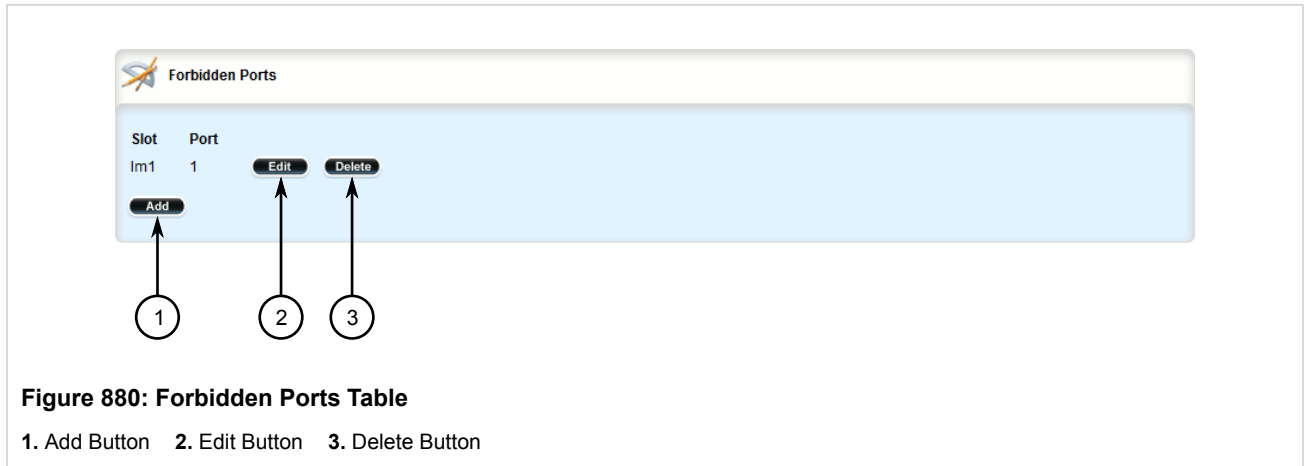 Forbidden Ports
Slot Port
lm1 1 Edit Delete
Add
1 2 3
Figure 880: Forbidden Ports Table
1. Add Button 2. Edit Button 3. Delete Button